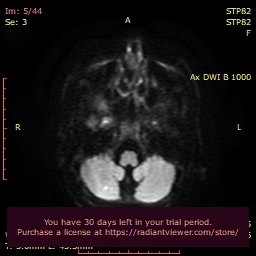 Im: 5/44
Se: 3
A
STP82
STP82
F
Ax DWI B 1000
R
L
You have 30 days left in your trial period.
Purchase a license at https://radiantviewer.com/store/